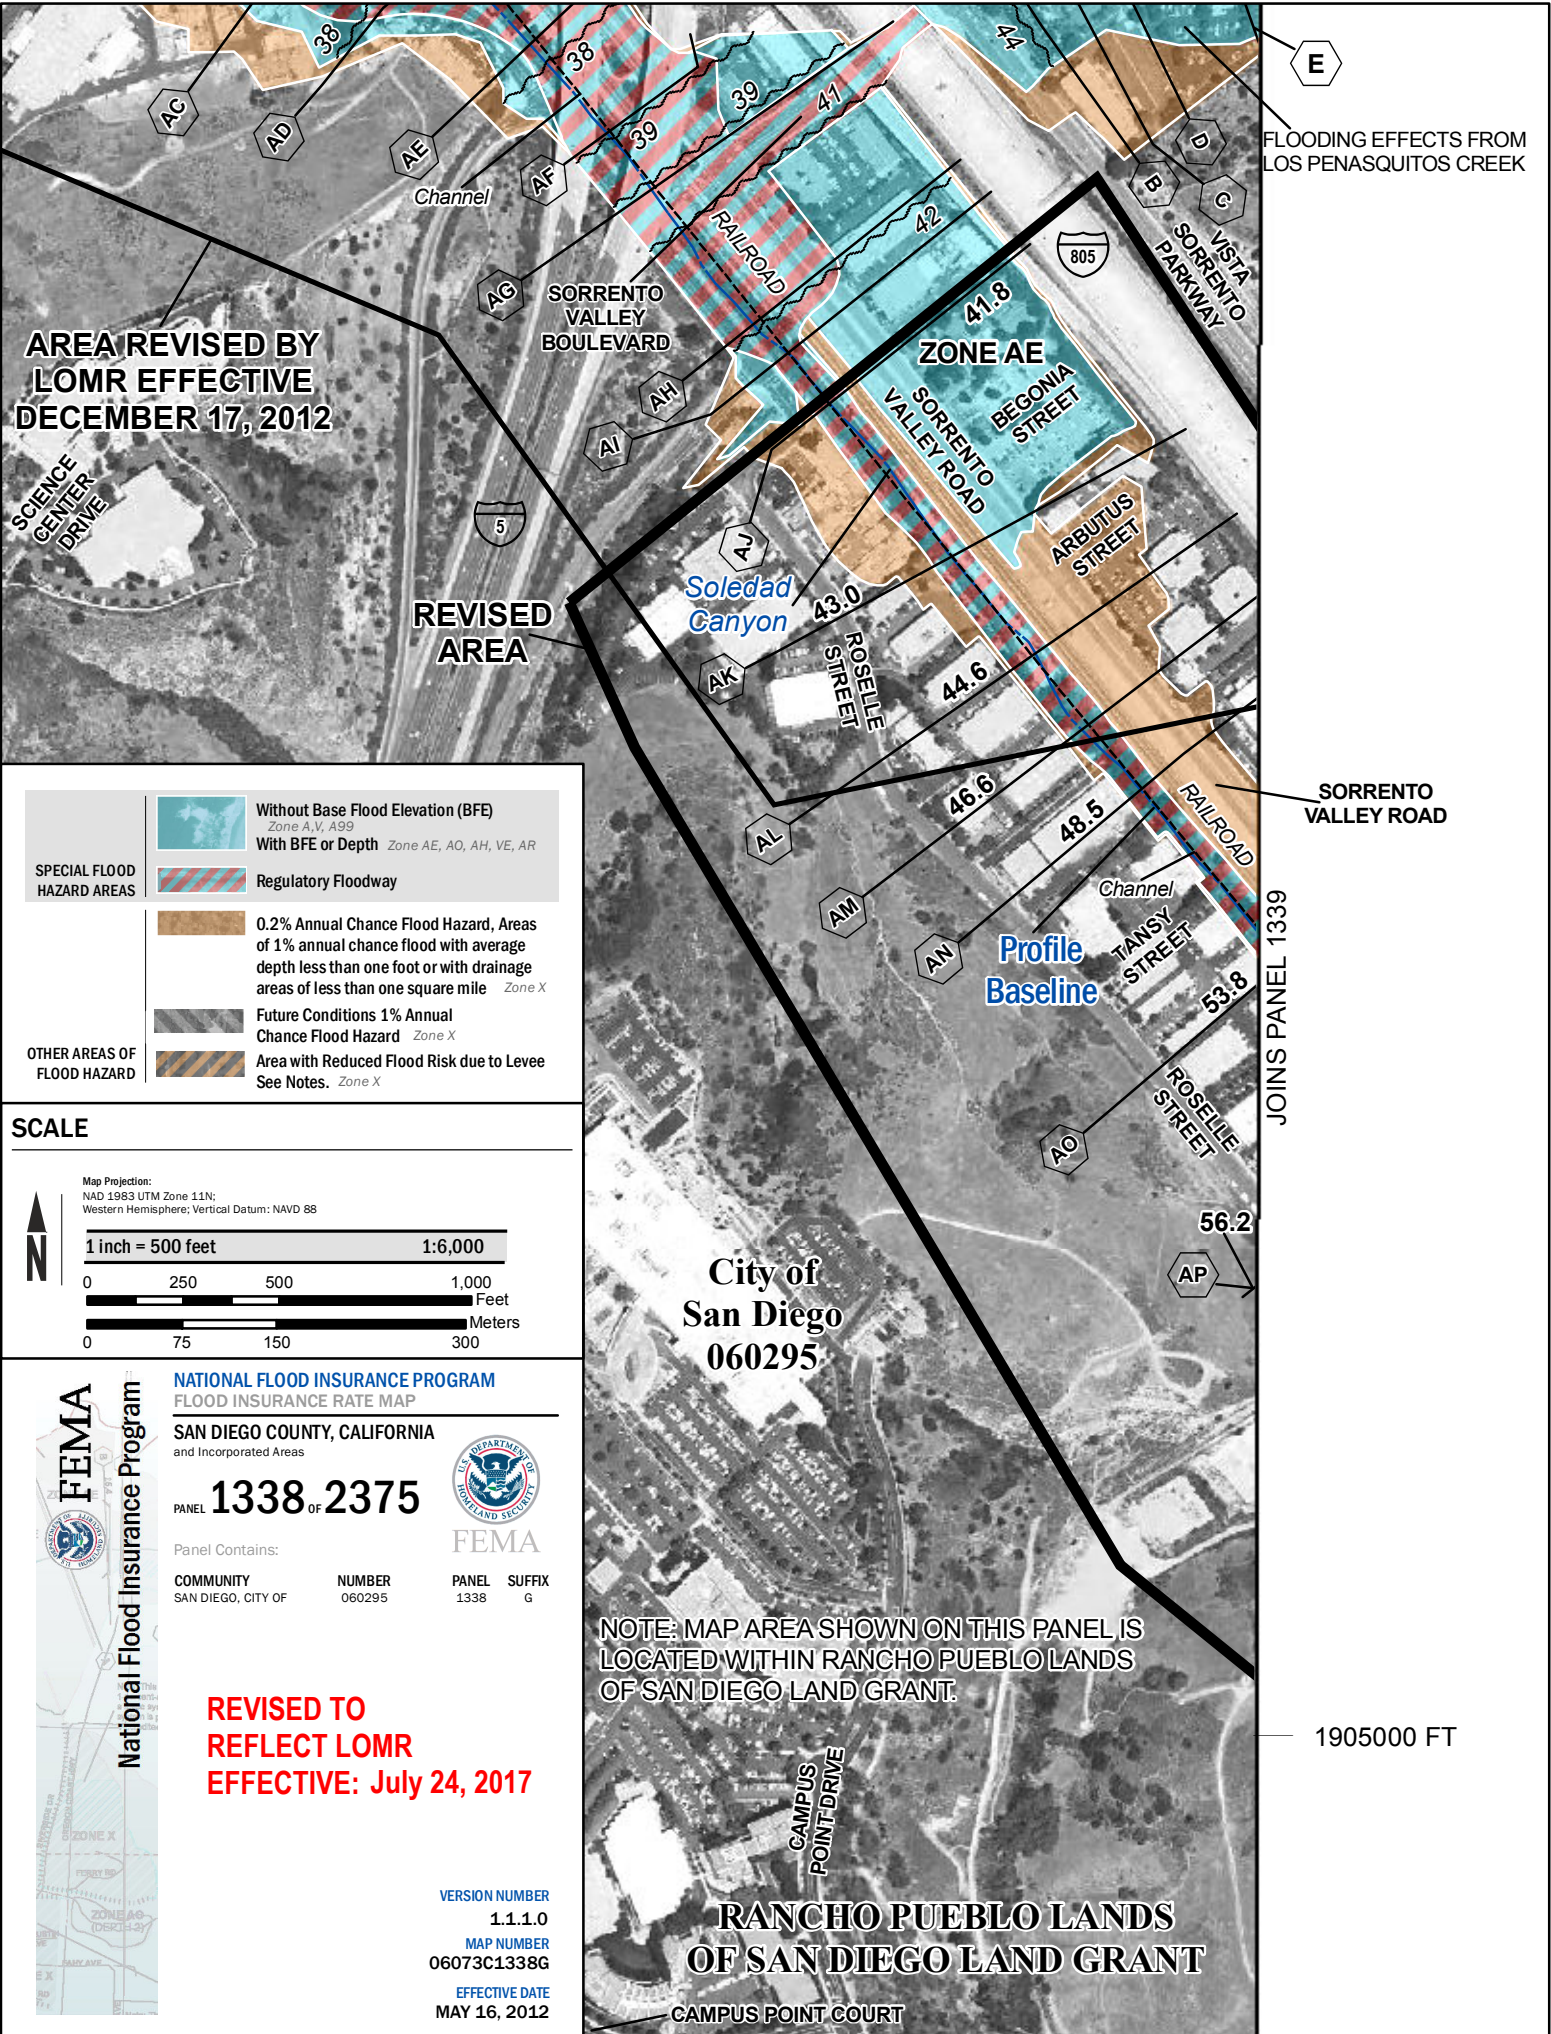 38
38
39
39
41
42
44
AC
AD
AE
AF
Channel
AG
AH
AI
AJ
E
D
B
C
FLOODING EFFECTS FROM
LOS PENASQUITOS CREEK
VISTA
SORRENTO
PARKWAY
805
RAILROAD
SORRENTO
VALLEY
BOULEVARD
41.8
ZONE AE
BEGONIA
STREET
SORRENTO
VALLEY ROAD
ARBUTUS
STREET
AREA REVISED BY
LOMR EFFECTIVE
DECEMBER 17, 2012
SCIENCE
CENTER
DRIVE
5
REVISED
AREA
Soledad
Canyon
43.0
AK
ROSELLE
STREET
44.6
AL
46.6
AM
48.5
AN
Profile
Baseline
RAILROAD
SORRENTO
VALLEY ROAD
Channel
TANSY
STREET
53.8
AO
ROSELLE
STREET
56.2
AP
JOINS PANEL 1339
SPECIAL FLOOD
HAZARD AREAS
Without Base Flood Elevation (BFE)
Zone A,V, A99
With BFE or Depth Zone AE, AO, AH, VE, AR
Regulatory Floodway
0.2% Annual Chance Flood Hazard, Areas
of 1% annual chance flood with average
depth less than one foot or with drainage
areas of less than one square mile Zone X
Future Conditions 1% Annual
Chance Flood Hazard Zone X
OTHER AREAS OF
FLOOD HAZARD
Area with Reduced Flood Risk due to Levee
See Notes. Zone X
SCALE
Map Projection:
NAD 1983 UTM Zone 11N;
Western Hemisphere; Vertical Datum: NAVD 88
N
1 inch = 500 feet 1:6,000
0 250 500 1,000
Feet
Meters
0 75 150 300
FEMA
National Flood Insurance Program
NATIONAL FLOOD INSURANCE PROGRAM
FLOOD INSURANCE RATE MAP
SAN DIEGO COUNTY, CALIFORNIA
and Incorporated Areas
PANEL 1338 OF 2375
U.S. DEPARTMENT OF
HOMELAND SECURITY
FEMA
Panel Contains:
COMMUNITY NUMBER PANEL SUFFIX
SAN DIEGO, CITY OF 060295 1338 G
REVISED TO
REFLECT LOMR
EFFECTIVE: July 24, 2017
ZONE X
ZONE AO
(DEPTH 2)
VERSION NUMBER
1.1.1.0
MAP NUMBER
06073C1338G
EFFECTIVE DATE
MAY 16, 2012
City of
San Diego
060295
NOTE: MAP AREA SHOWN ON THIS PANEL IS
LOCATED WITHIN RANCHO PUEBLO LANDS
OF SAN DIEGO LAND GRANT.
1905000 FT
CAMPUS
POINT DRIVE
RANCHO PUEBLO LANDS
OF SAN DIEGO LAND GRANT
CAMPUS POINT COURT